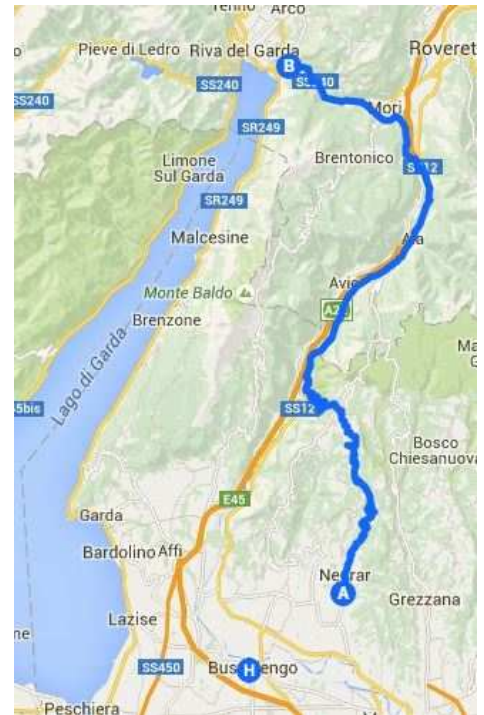 Arco
Pieve di Ledro
Riva del Garda
Roveret
B
SS240
SS240
Mori
SR249
Limone
Sul Garda
Brentonico
SR249
Malcesine
Ala
Avio
Monte Baldo
Brenzone
Lago di Garda
SS12
Bosco
Chiesanuova
E45
Garda
Bardolino
Affi
A
Grezzana
Lazise
H
SS450
Peschiera